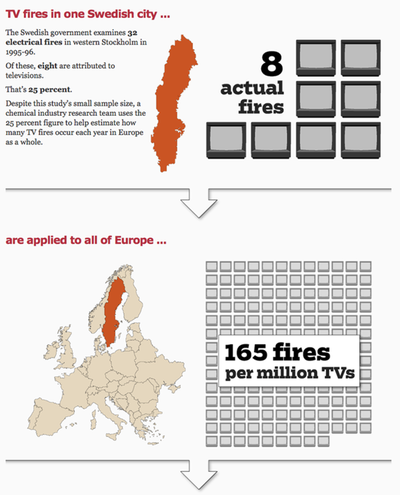 TV fires in one Swedish city ...
The Swedish government examines 32
electrical fires in western Stockholm in
1995-96.
Of these, eight are attributed to
televisions.
That's 25 percent.
Despite this study's small sample size, a
chemical industry research team uses the
25 percent figure to help estimate how
many TV fires occur each year in Europe
as a whole.
8
actual
fires
are applied to all of Europe ...
165 fires
per million TVs